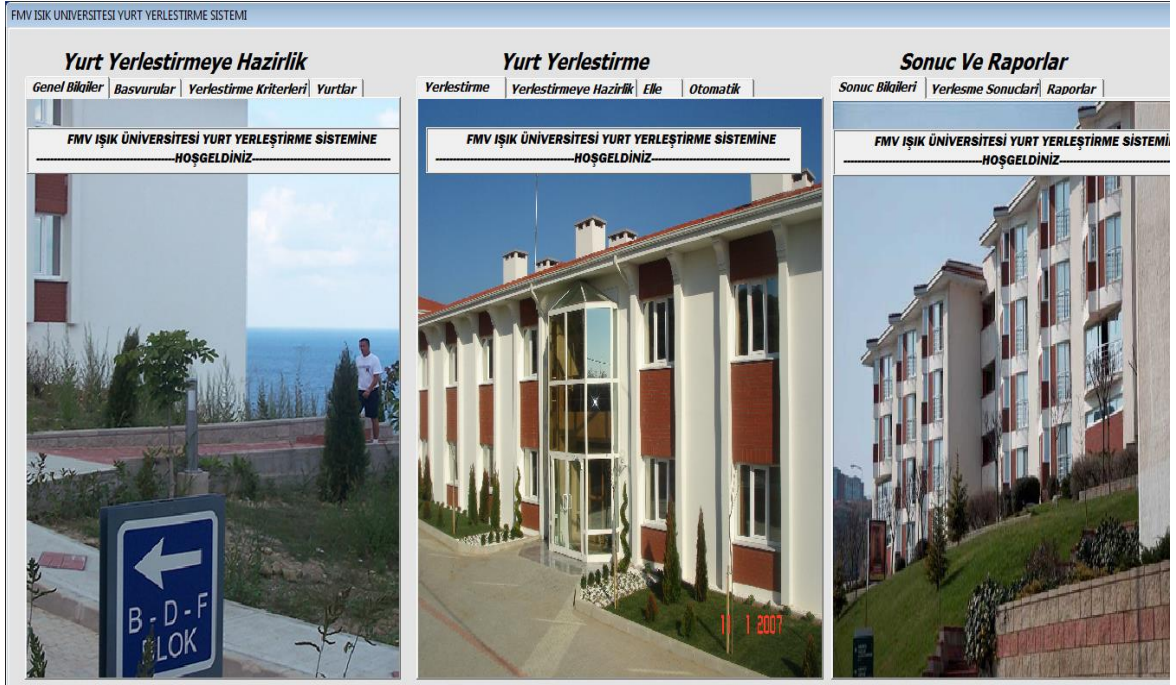 FMV ISIK UNIVERSITESI YURT YERLESTIRME SISTEMI
Yurt Yerlestirmeye Hazirlik
Genel Bilgiler Basvurular Yerlestirme Kriterleri Yurtlar
FMV IŞIK ÜNİVERSİTESİ YURT YERLEŞTİRME SİSTEMİNE
HOŞGELDİNİZ
B - D - F
BLOK
Yurt Yerlestirme
Yerlestirme Yerlestirmeye Hazirlik Elle Otomatik
FMV IŞIK ÜNİVERSİTESİ YURT YERLEŞTİRME SİSTEMİNE
HOŞGELDİNİZ
1 2007
Sonuc Ve Raporlar
Sonuc Bilgileri Yerlesme Sonuclari Raporlar
FMV IŞIK ÜNİVERSİTESİ YURT YERLEŞTİRME
HOŞGELDİNİZ